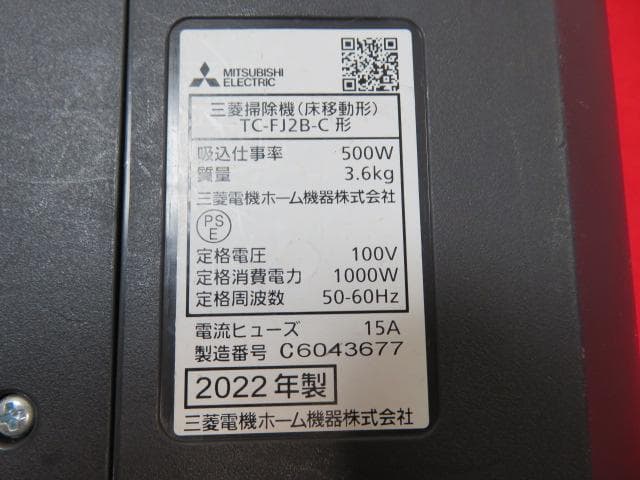 MITSUBISHI
ELECTRIC
三菱掃除機(床移動形)
TC-FJ2B-C 形
吸込仕事率 500W
質量 3.6kg
三菱電機ホーム機器株式会社
PS
E
定格電圧 100V
定格消費電力 1000W
定格周波数 50-60Hz
電流ヒューズ 15A
製造番号 C6043677
2022年製
三菱電機ホーム機器株式会社